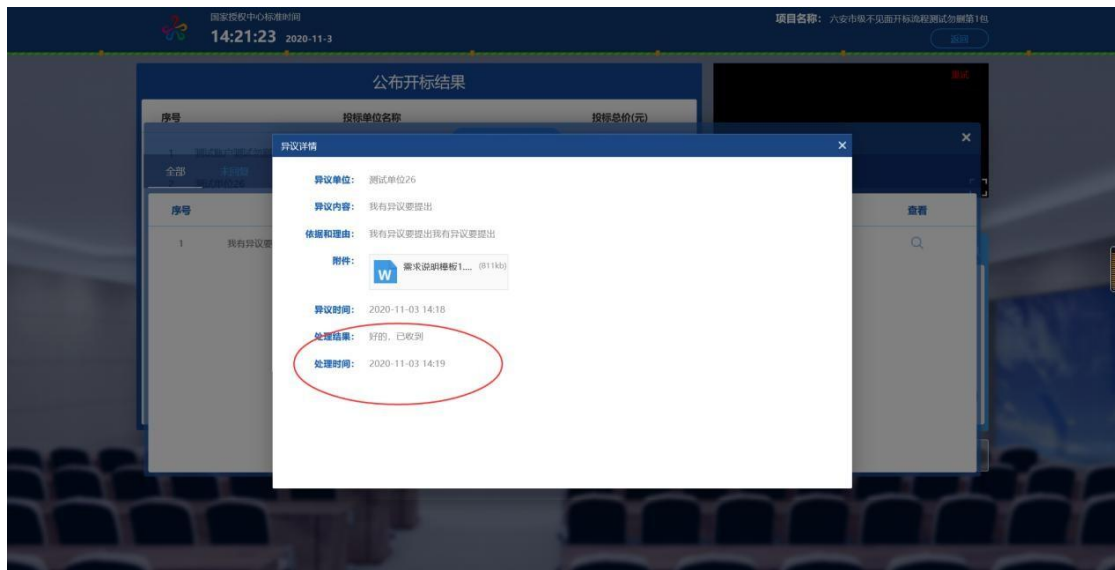 国家授权中心标准时间
14:21:23 2020-11-3
项目名称：六安市级不见面开标流程测试勿删第1包
返回
公布开标结果
测试
序号 投标单位名称 投标总价(元)
异议详情
全部
异议单位： 测试单位26
异议内容： 我有异议要提出
序号 查看
依据和理由： 我有异议要提出我有异议要提出
1 我有异议要
附件： 需求说明模板1.... (811kb)
W
异议时间： 2020-11-03 14:18
处理结果： 好的，已收到
处理时间： 2020-11-03 14:19